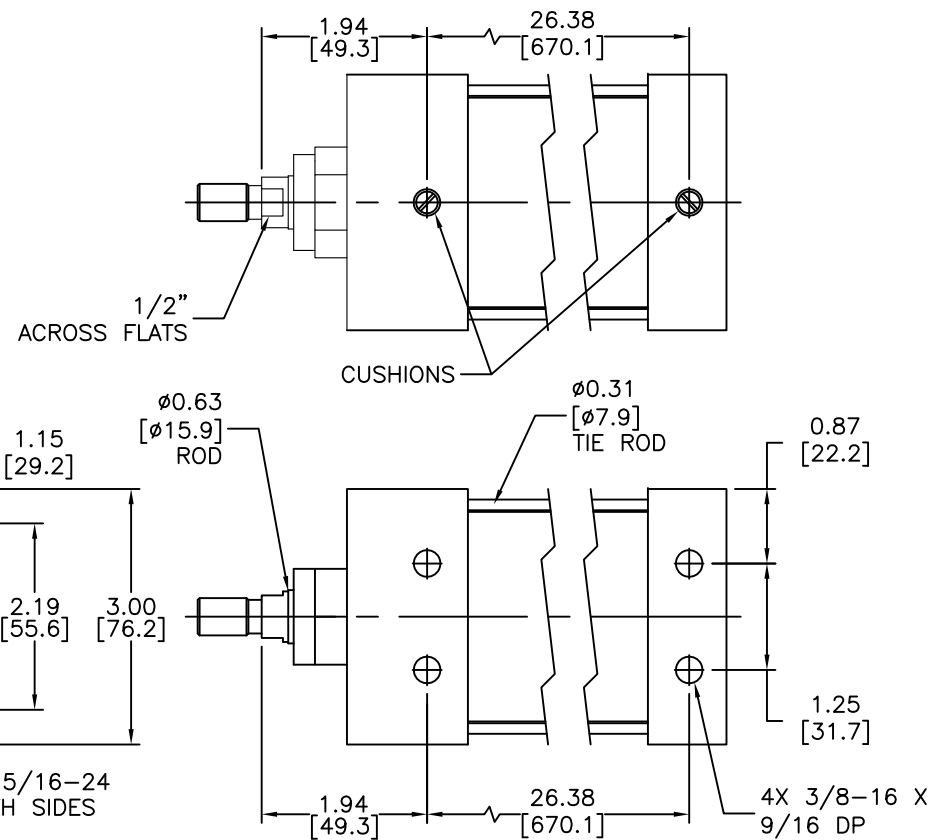 1.94
[49.3]
26.38
[670.1]
1/2”
ACROSS FLATS
CUSHIONS
ø0.63
[ø15.9]
ROD
ø0.31
[ø7.9]
TIE ROD
1.15
[29.2]
0.87
[22.2]
2.19
[55.6]
3.00
[76.2]
1.25
[31.7]
5/16-24
SIDES
1.94
[49.3]
26.38
[670.1]
4X 3/8-16 X
9/16 DP